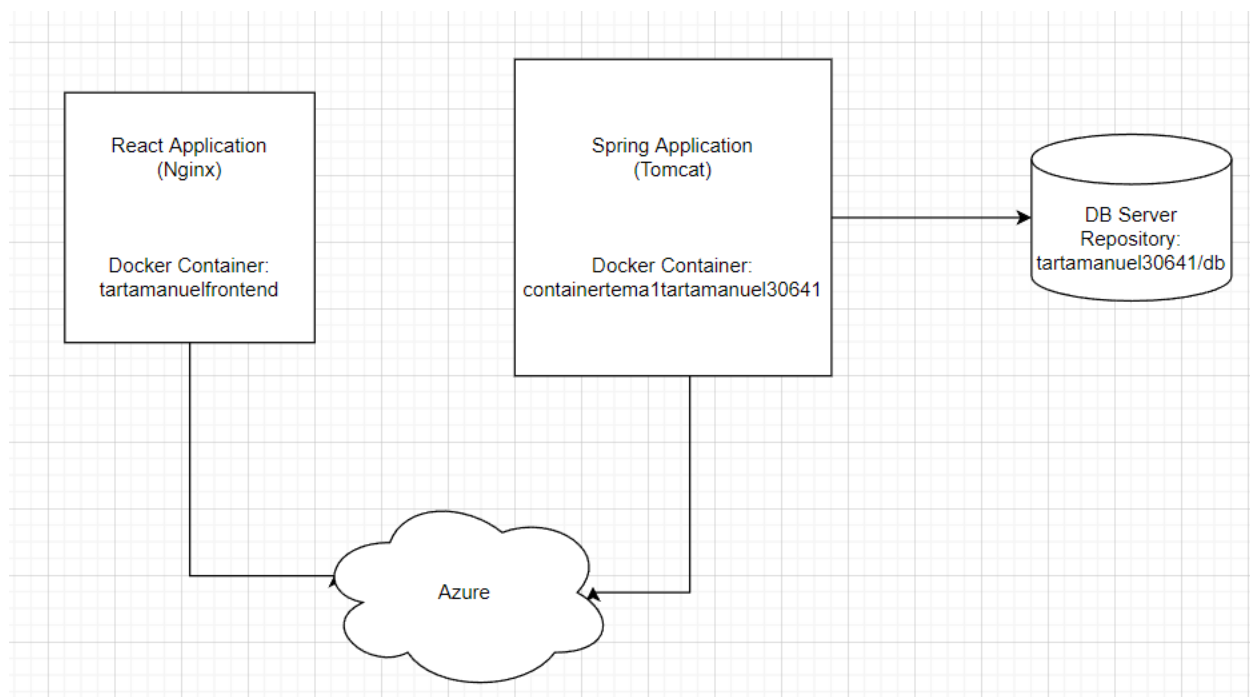 React Application
(Nginx)
Docker Container:
tartamanuelfrontend
Spring Application
(Tomcat)
Docker Container:
containertema1tartamanuel30641
DB Server
Repository:
tartamanuel30641/db
Azure